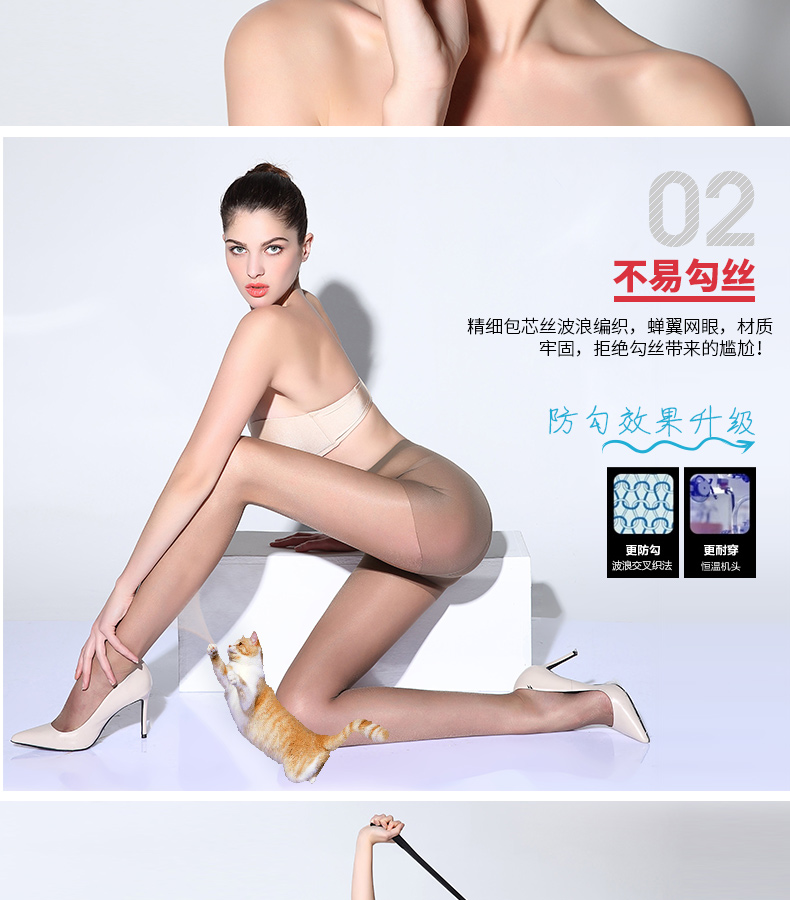 02
不易勾丝
精细包芯丝波浪编织，蝉翼网眼，材质
牢固，拒绝勾丝带来的尴尬！
防勾效果升级
更防勾
波浪交叉织法
更耐穿
恒温机头